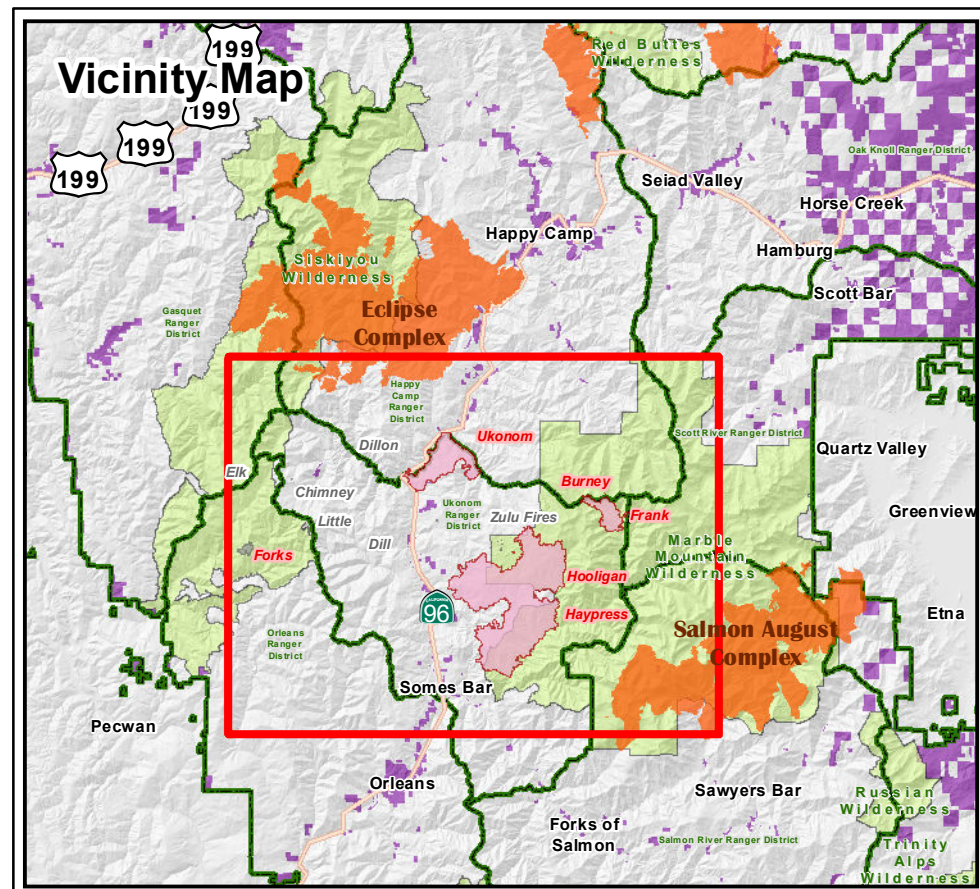 199
Vicinity Map
199
199
199
Red Buttes
Wilderness
Oak Knoll Ranger District
Seiad Valley
Horse Creek
Happy Camp
Hamburg
Siskiyou
Wilderness
Scott Bar
Eclipse
Complex
Gasquet
Ranger
District
Happy
Camp
Ranger
District
Ukonom
Scott River Ranger District
Dillon
Quartz Valley
Elk
Burney
Chimney
Ukonom
Ranger
District
Zulu Fires
Frank
Greenview
Little
Dill
Marble
Mountain
Wilderness
Forks
Hooligan
CALIFORNIA
96
Haypress
Etna
Orleans
Ranger
District
Salmon August
Complex
Somes Bar
Pecwan
Orleans
Sawyers Bar
Russian
Wilderness
Forks of
Salmon
Salmon River Ranger District
Trinity
Alps
Wilderness